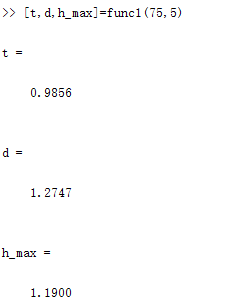 >> [t,d,h_max]=func1(75,5)
t =
0.9856
d =
1.2747
h_max =
1.1900